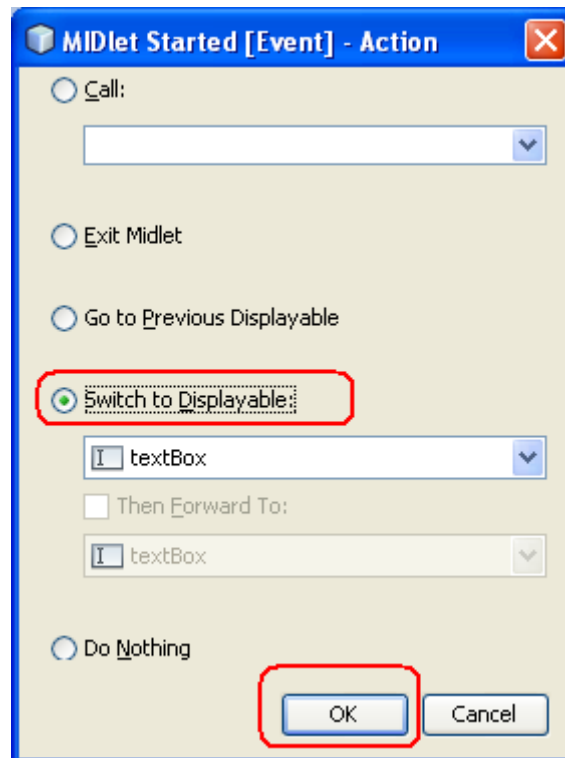 MIDlet Started [Event] - Action
Call:
Exit Midlet
Go to Previous Displayable
Switch to Displayable:
textBox
Then Forward To:
textBox
Do Nothing
OK Cancel